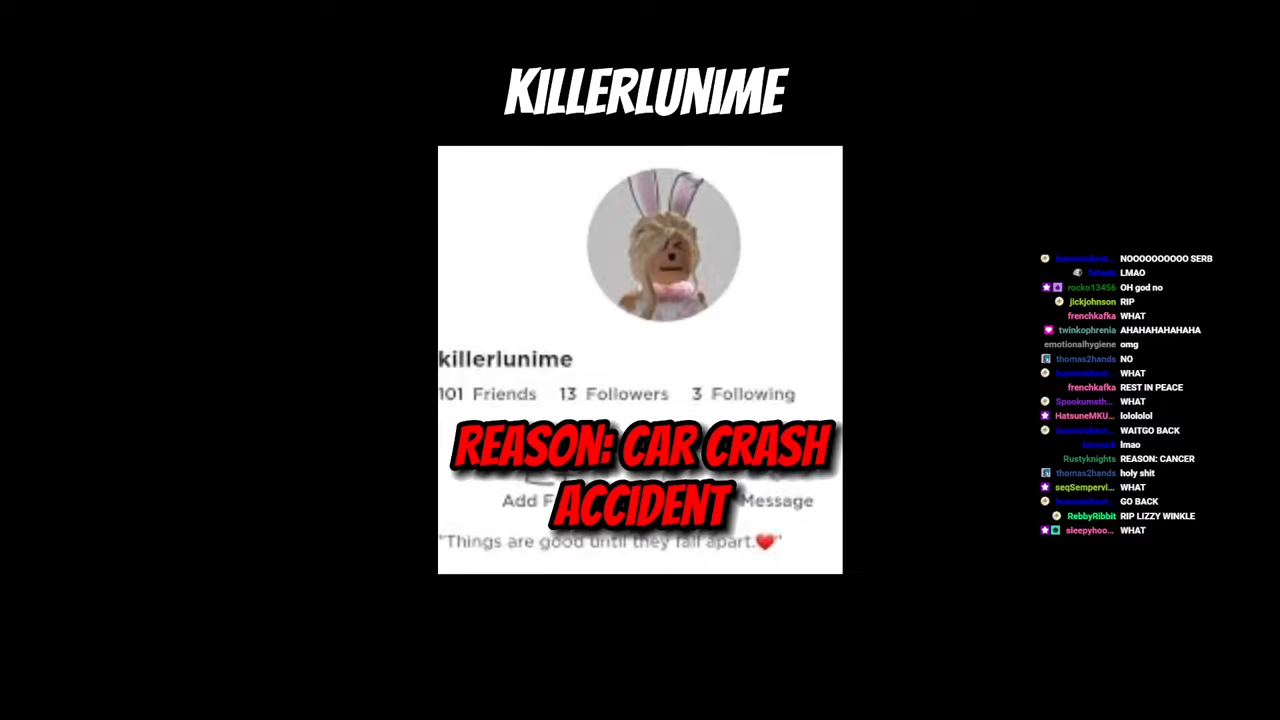 KILLERLUNIME
killerlunime
101 Friends 13 Followers 3 Following
REASON: CAR CRASH
ACCIDENT
Add Message
"Things are good until they fall apart.❤️"
NOOOOOOOOOO SERB
LMAO
rocko13456 OH god no
jickjohnson RIP
frenchkafka WHAT
twinkophrenia AHAHAHAHAHAHA
emotionalhygiene omg
thomas2hands NO
WHAT
frenchkafka REST IN PEACE
Spookumsth... WHAT
HatsuneMKU... lolololol
WAITGO BACK
lmao
Rustyknights REASON: CANCER
thomas2hands holy shit
seqSempervi... WHAT
GO BACK
RebbyRibbit RIP LIZZY WINKLE
sleepyhoo... WHAT